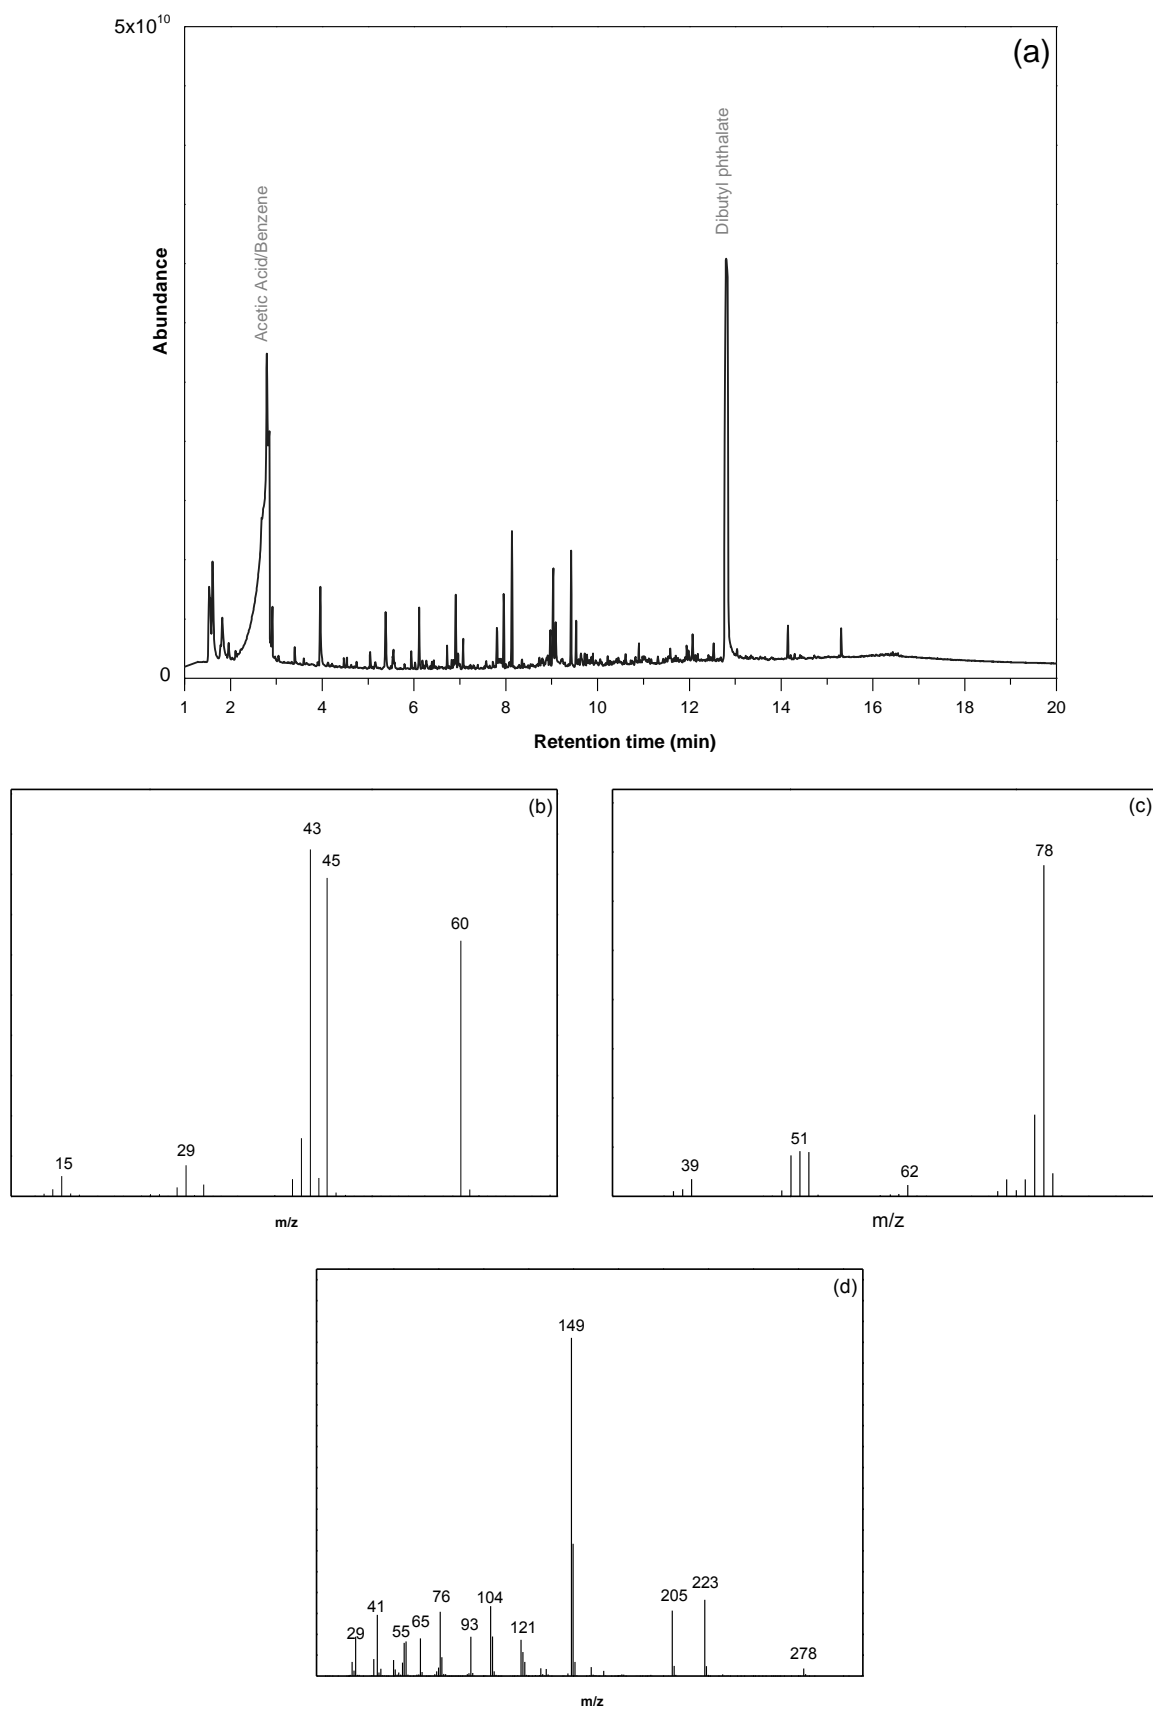 5x10^10
(a)
Acetic Acid/Benzene
Dibutyl phthalate
Abundance
0
1 2 4 6 8 10 12 14 16 18 20
Retention time (min)
(b)
43
45
60
15
29
m/z
(c)
78
39
51
62
m/z
(d)
149
29
41
55
65
76
93
104
121
205
223
278
m/z